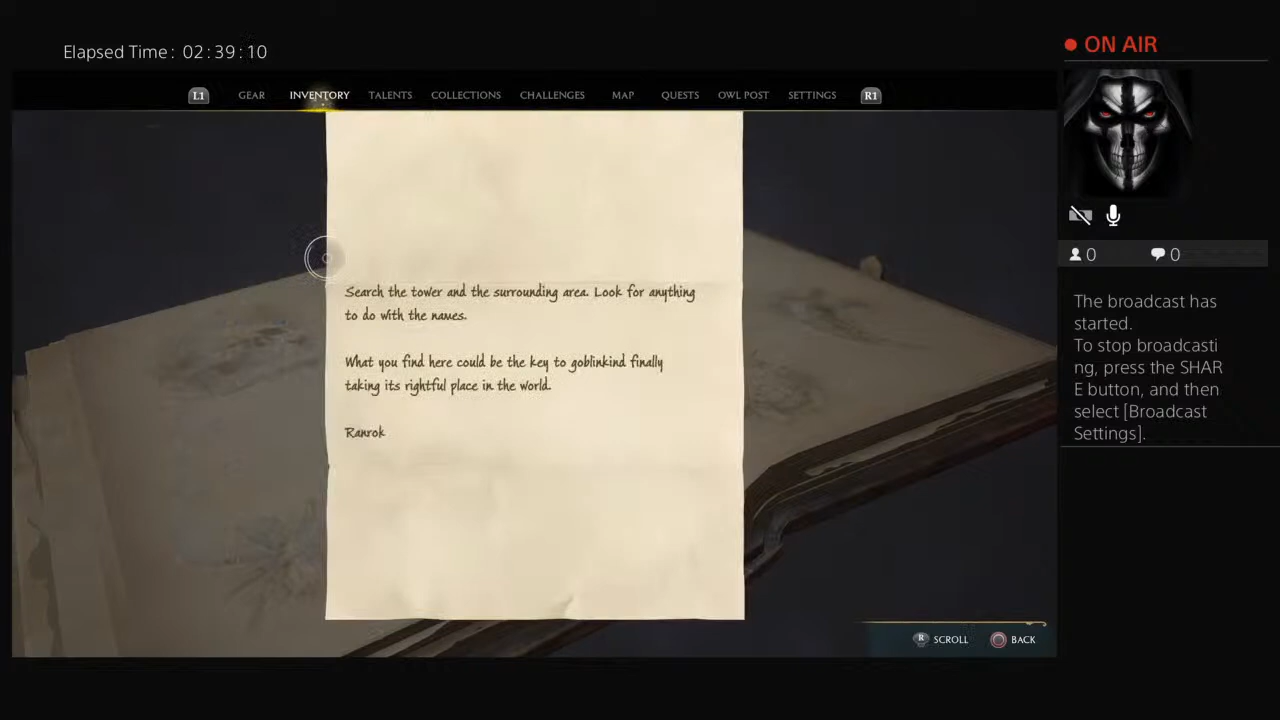 Elapsed Time: 02:39:10
ON AIR
L1 GEAR INVENTORY TALENTS COLLECTIONS CHALLENGES MAP QUESTS OWL POST SETTINGS R1
0 0
Search the tower and the surrounding area. Look for anything
to do with the names.
What you find here could be the key to goblinkind finally
taking its rightful place in the world.
Ranrok
The broadcast has
started.
To stop broadcasti
ng, press the SHAR
E button, and then
select [Broadcast
Settings].
R SCROLL BACK